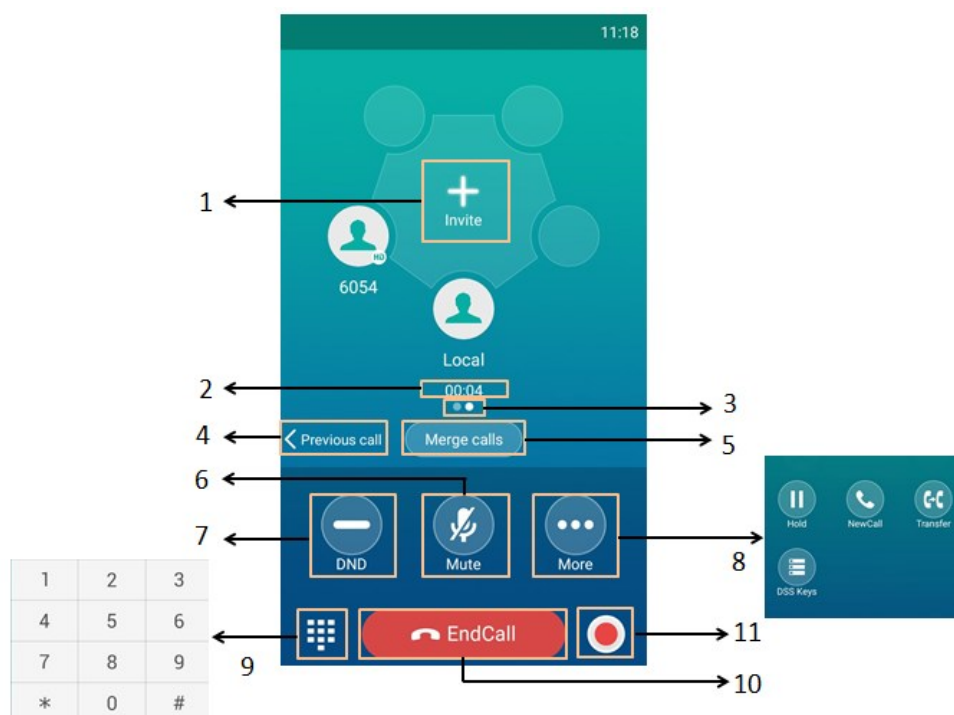 11:18
1
Invite
HD
6054
Local
2
00:04
3
4
Previous call
Merge calls
5
6
7
DND
Mute
More
8
Hold
NewCall
Transfer
DSS Keys
1 2 3
4 5 6
7 8 9
* 0 #
9
EndCall
10
11